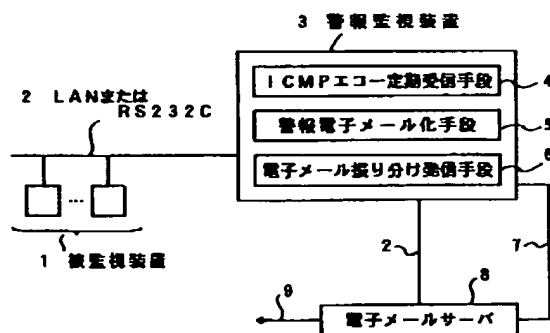 3 警報監視装置
ICMPエコー定期受信手段
4
2 LANまたは
RS232C
警報電子メール化手段
5
電子メール振り分け発信手段
6
…
1 被監視装置
2
7
8
9
電子メールサーバ